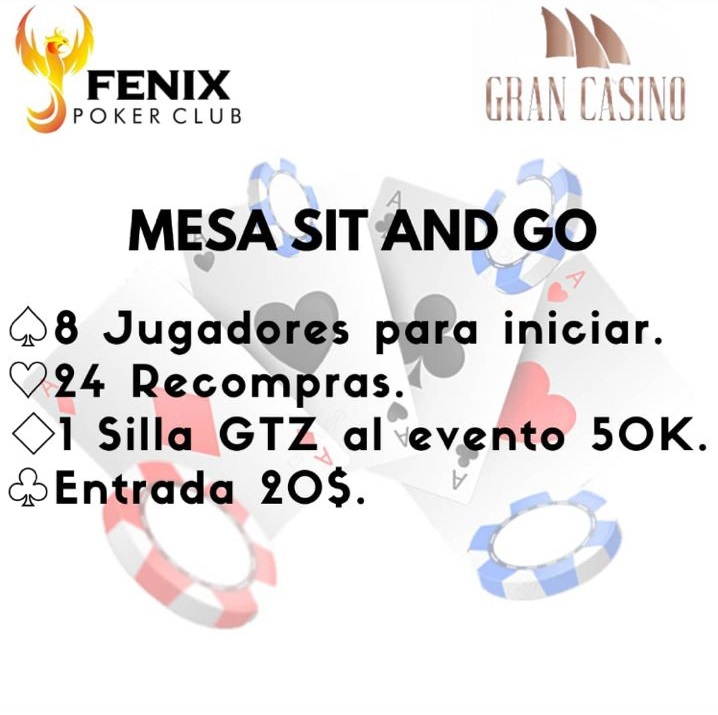 FENIX
POKER CLUB
GRAN CASINO
MESA SIT AND GO
♤8 Jugadores para iniciar.
♡24 Recompras.
♢1 Silla GTZ al evento 50K.
♧Entrada 20$.
A
A
A
A
A
A